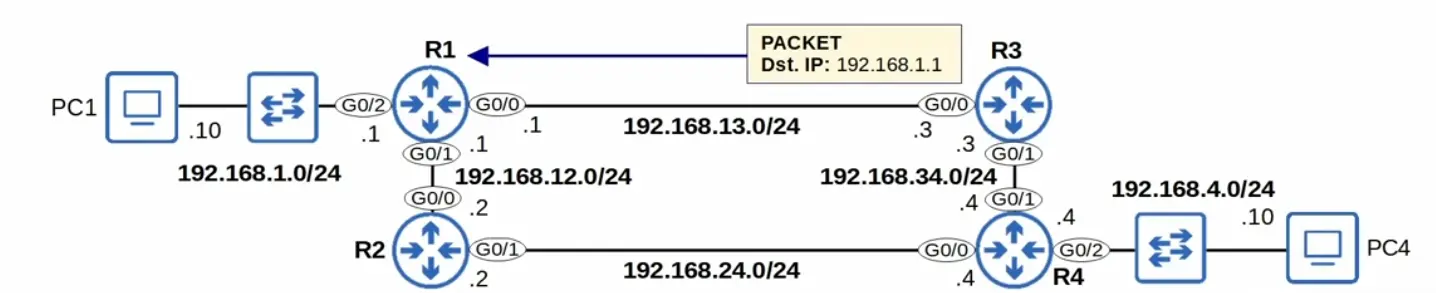 PACKET
Dst. IP: 192.168.1.1
R1
R3
PC1
.10
G0/2
.1
G0/0
.1
192.168.13.0/24
G0/0
.3
192.168.1.0/24
G0/1
.1
192.168.12.0/24
G0/0
.2
.3
G0/1
192.168.34.0/24
.4
G0/1
192.168.4.0/24
R2
G0/1
.2
192.168.24.0/24
G0/0
.4
.4
G0/2
R4
.10
PC4